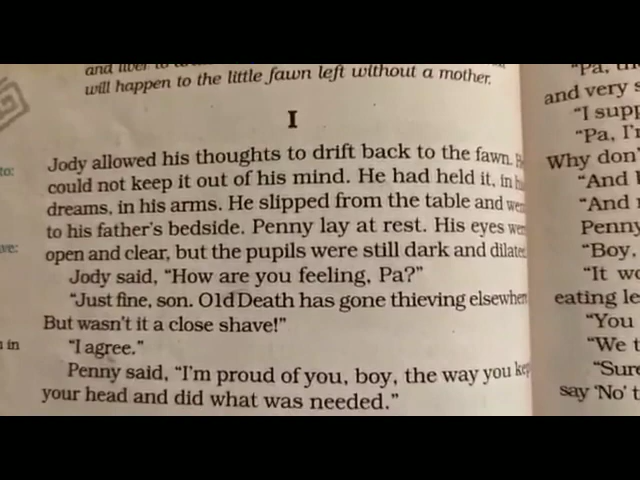 will happen to the little fawn left without a mother.
I
Jody allowed his thoughts to drift back to the fawn.
could not keep it out of his mind. He had held it, in
dreams, in his arms. He slipped from the table and
to his father's bedside. Penny lay at rest. His eyes
open and clear, but the pupils were still dark and
Jody said, “How are you feeling, Pa?”
“Just fine, son. Old Death has gone thieving
But wasn't it a close shave!”
“I agree.”
Penny said, “I'm proud of you, boy, the way you
your head and did what was needed.”
“Pa,
and very
“I
“Pa, I'm
Why
“And
“And
Penny
“Boy,
“It
eating
“You
“We
“Sure
say ‘No’
to:
in